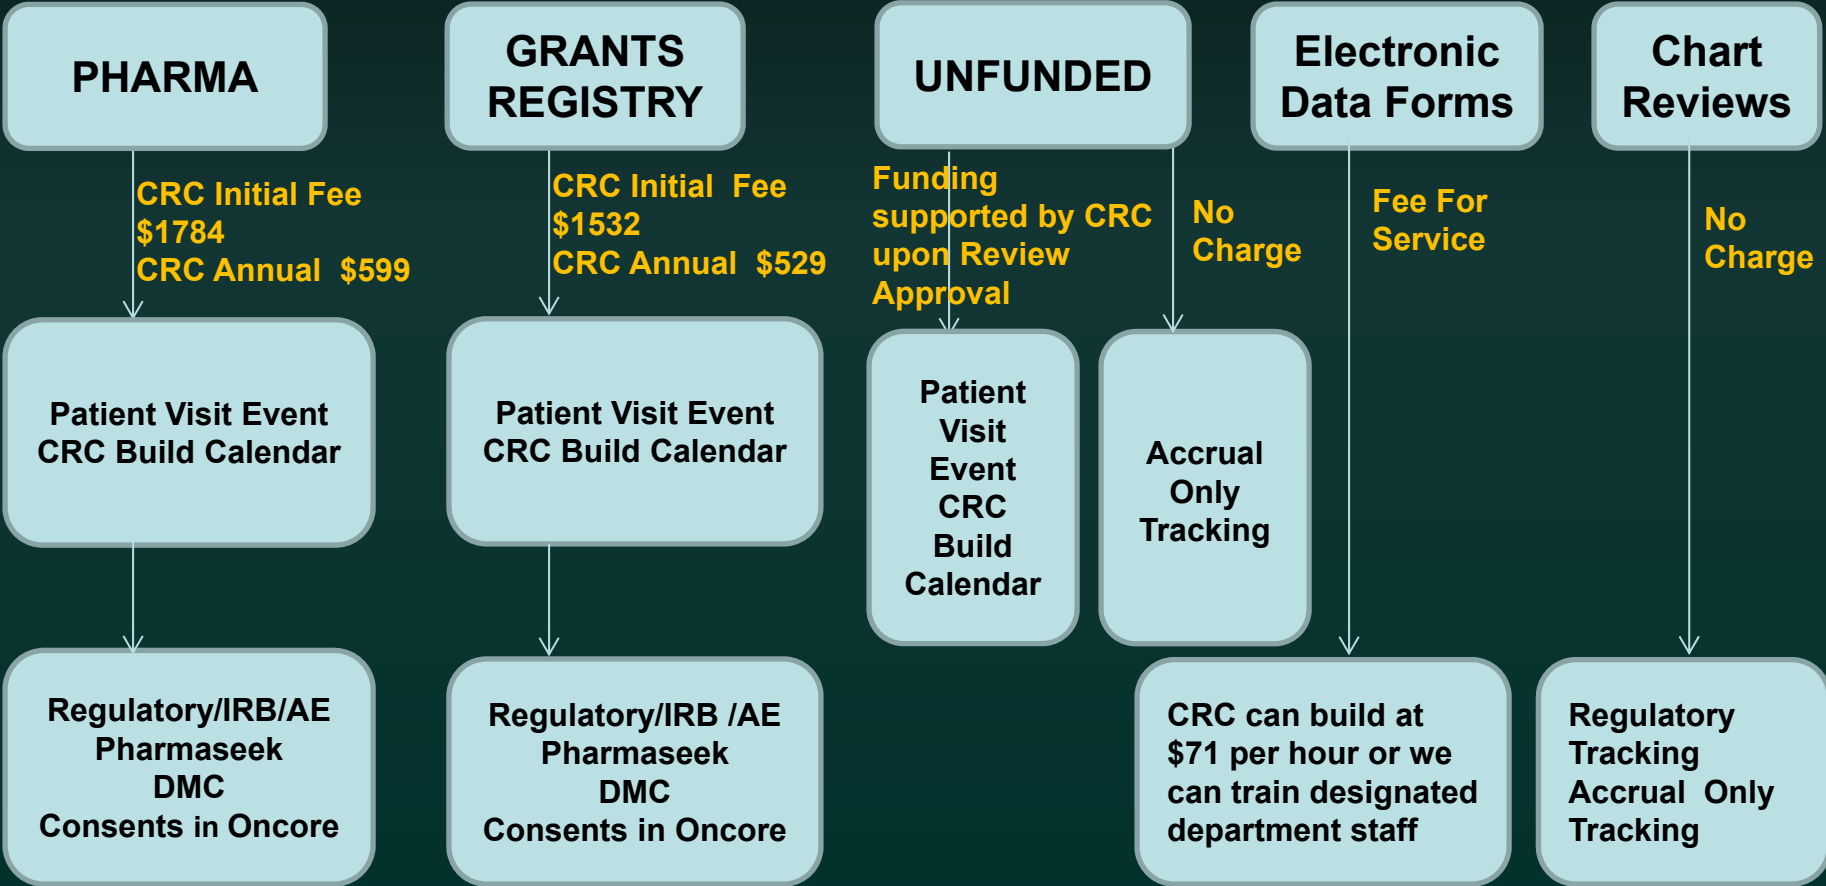 PHARMA
GRANTS
REGISTRY
UNFUNDED
Electronic
Data Forms
Chart
Reviews
CRC Initial Fee
$1784
CRC Annual  $599
CRC Initial  Fee
$1532
CRC Annual  $529
Funding
supported by CRC
upon Review
Approval
No
Charge
Fee For
Service
No
Charge
Patient Visit Event
CRC Build Calendar
Patient Visit Event
CRC Build Calendar
Patient
Visit
Event
CRC
Build
Calendar
Accrual
Only
Tracking
Regulatory/IRB/AE
Pharmaseek
DMC
Consents in Oncore
Regulatory/IRB /AE
Pharmaseek
DMC
Consents in Oncore
CRC can build at
$71 per hour or we
can train designated
department staff
Regulatory
Tracking
Accrual  Only
Tracking